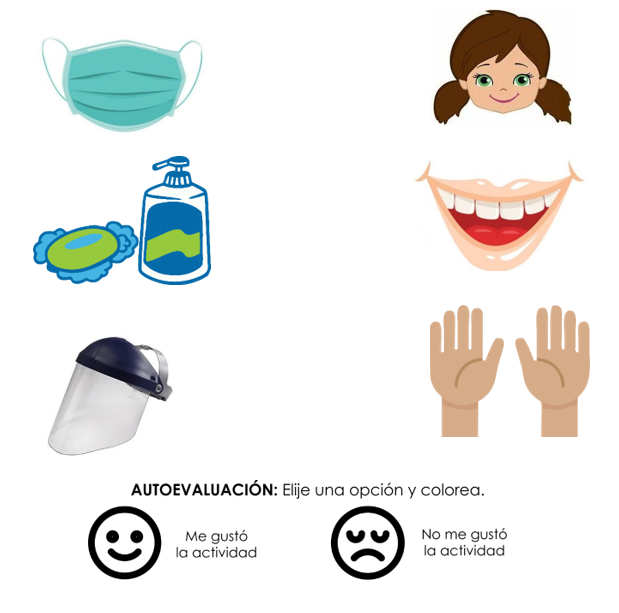 AUTOEVALUACIÓN: Elije una opción y colorea.
Me gustó
la actividad
No me gustó
la actividad